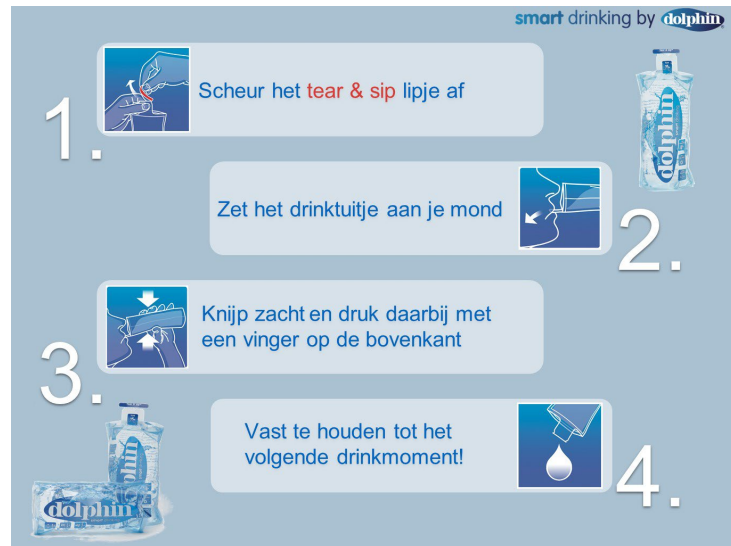 smart drinking by dolphin
1.
Scheur het tear & sip lipje af
dolphin
Zet het drinktuitje aan je mond
2.
Knijp zacht en druk daarbij met
een vinger op de bovenkant
3.
Vast te houden tot het
volgende drinkmoment!
4.
dolphin
dolphin